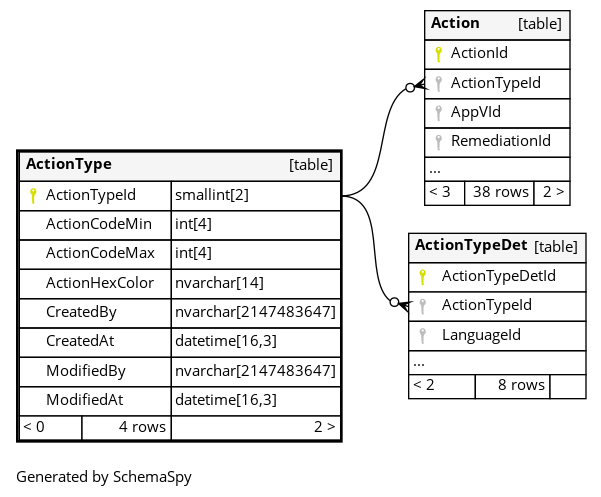 Action [table]
ActionId
ActionTypeId
AppVId
RemediationId
...
< 3 38 rows 2 >
ActionType [table]
ActionTypeId smallint[2]
ActionCodeMin int[4]
ActionCodeMax int[4]
ActionHexColor nvarchar[14]
CreatedBy nvarchar[2147483647]
CreatedAt datetime[16,3]
ModifiedBy nvarchar[2147483647]
ModifiedAt datetime[16,3]
< 0 4 rows 2 >
ActionTypeDet [table]
ActionTypeDetId
ActionTypeId
LanguageId
...
< 2 8 rows
Generated by SchemaSpy